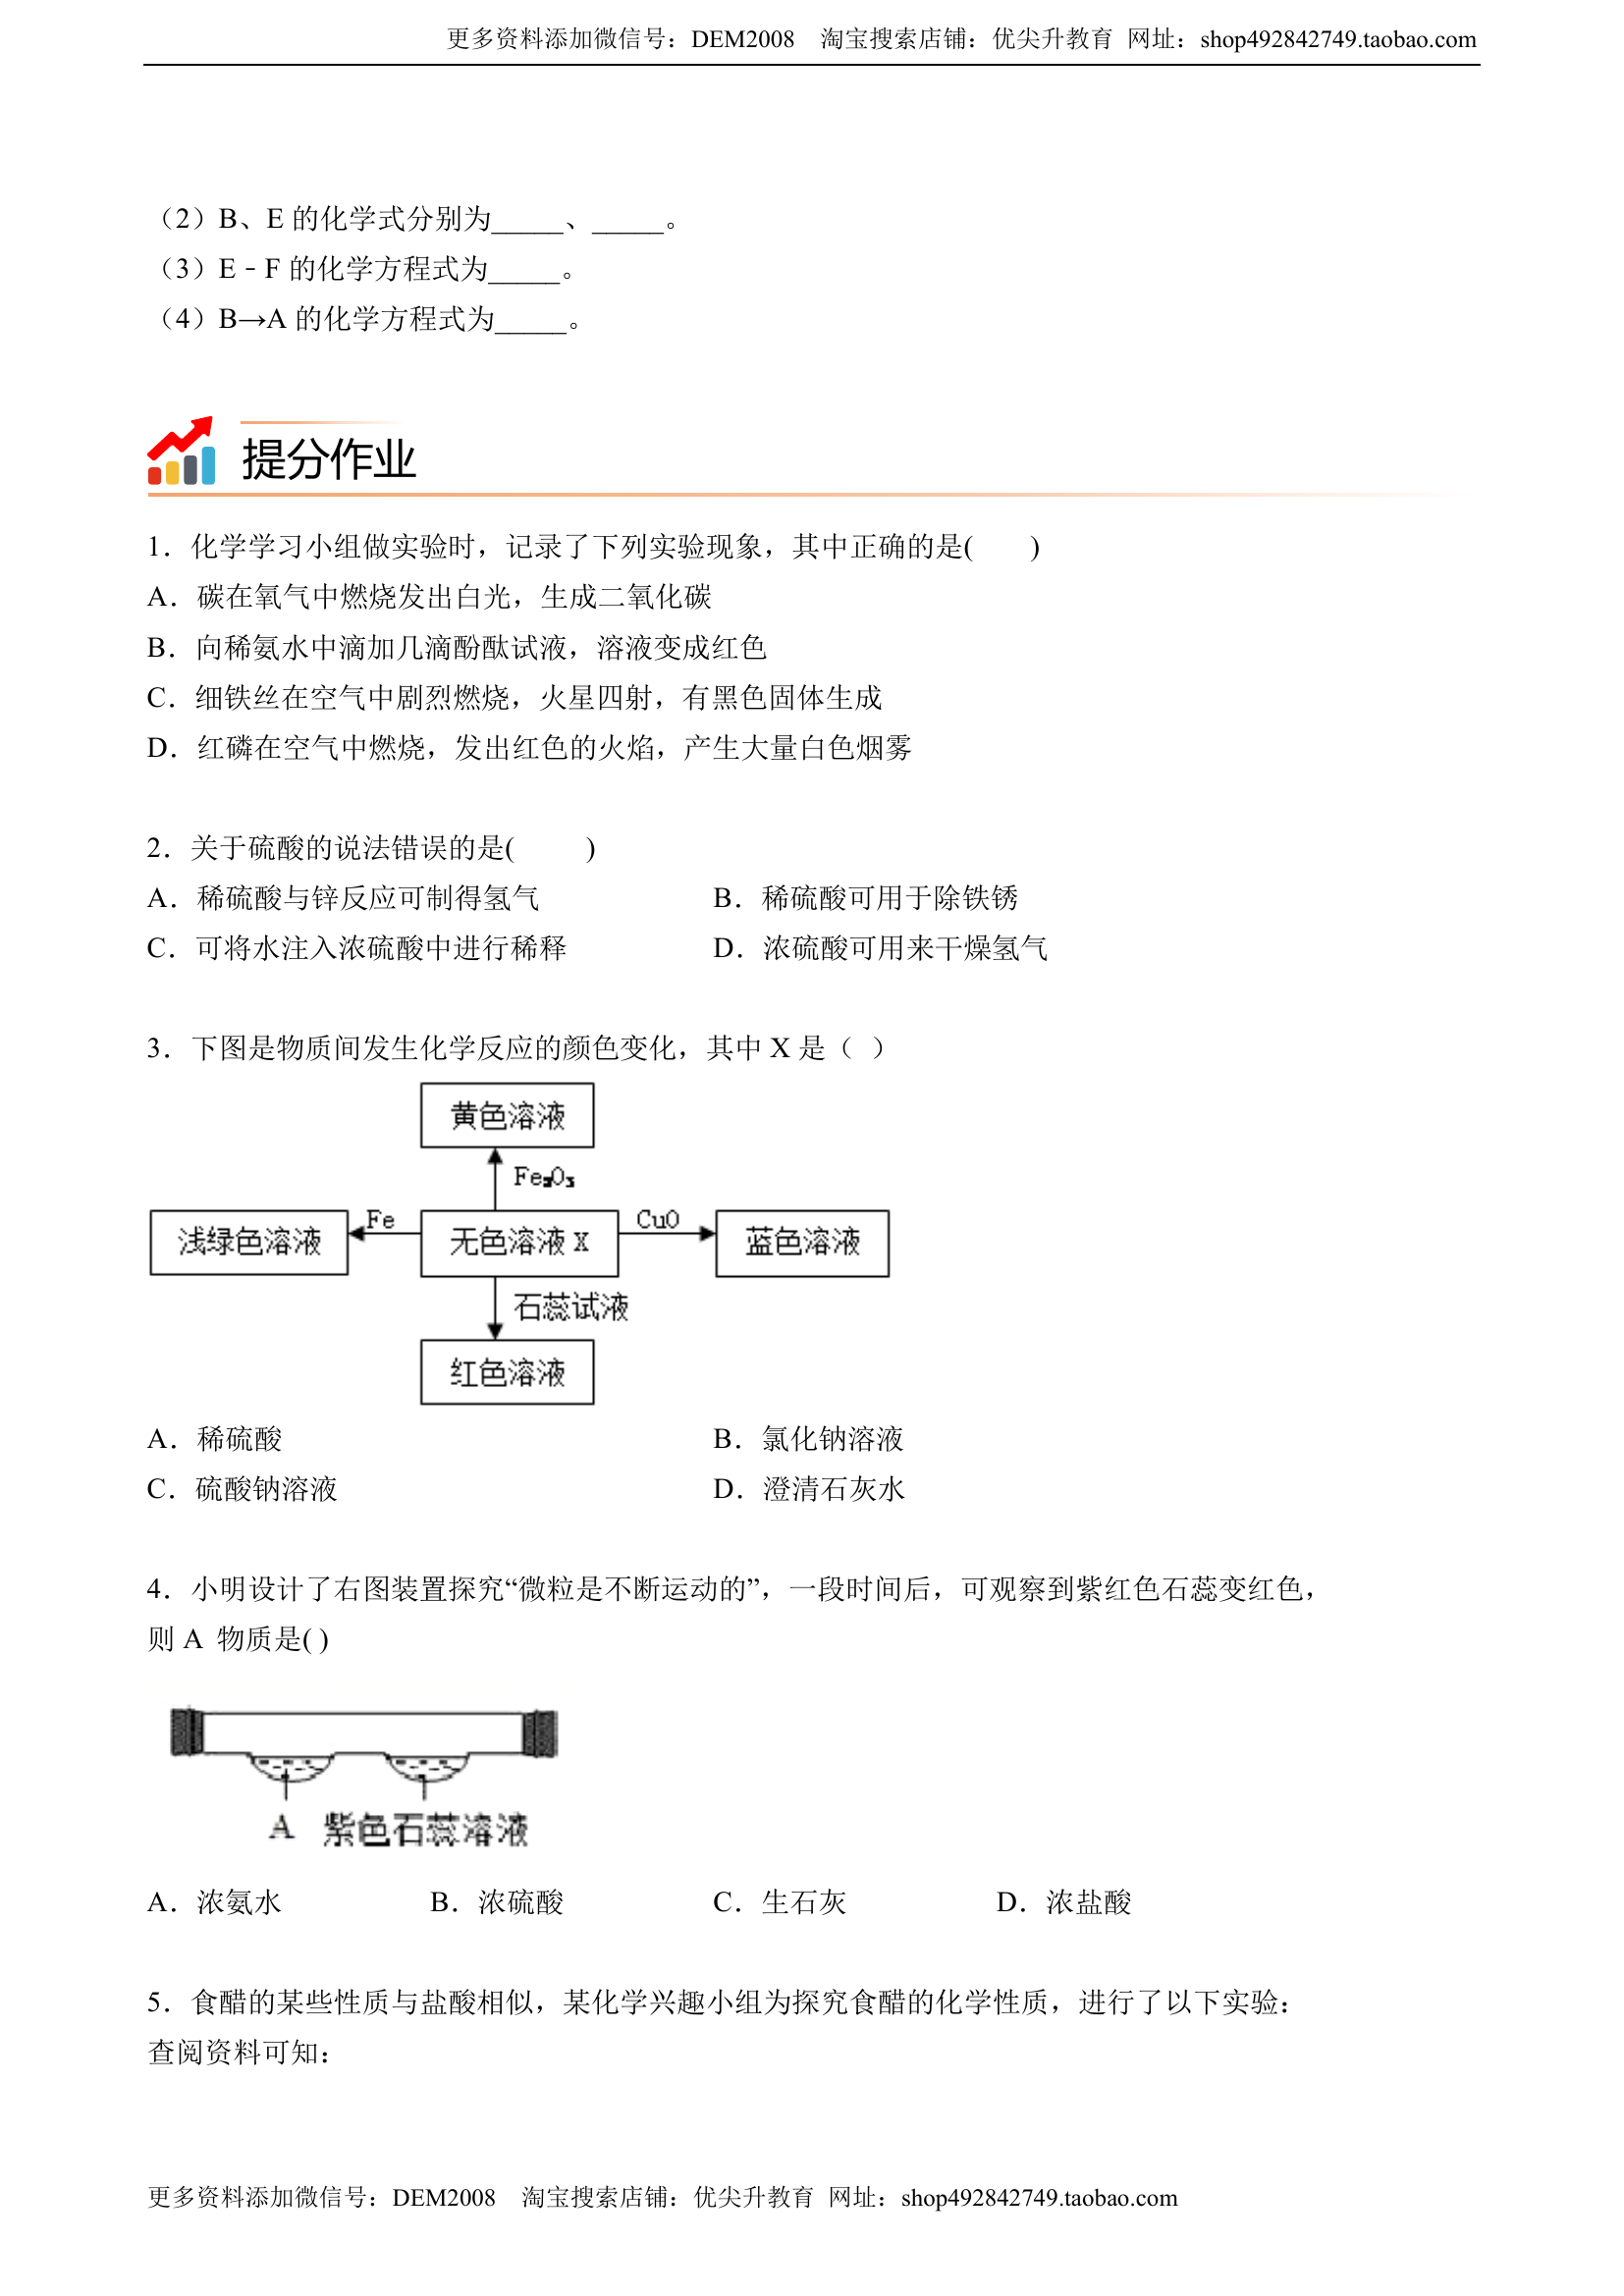 更多资料添加微信号：DEM2008 淘宝搜索店铺：优尖升教育 网址：shop492842749.taobao.com
（2）B、E 的化学式分别为_____、_____。
（3）E﹣F 的化学方程式为_____。
（4）B→A 的化学方程式为_____。
提分作业
1．化学学习小组做实验时，记录了下列实验现象，其中正确的是( )
A．碳在氧气中燃烧发出白光，生成二氧化碳
B．向稀氨水中滴加几滴酚酞试液，溶液变成红色
C．细铁丝在空气中剧烈燃烧，火星四射，有黑色固体生成
D．红磷在空气中燃烧，发出红色的火焰，产生大量白色烟雾
2．关于硫酸的说法错误的是( )
A．稀硫酸与锌反应可制得氢气 B．稀硫酸可用于除铁锈
C．可将水注入浓硫酸中进行稀释 D．浓硫酸可用来干燥氢气
3．下图是物质间发生化学反应的颜色变化，其中 X 是（ ）
黄色溶液
Fe₂O₃
浅绿色溶液 Fe 无色溶液 X CuO 蓝色溶液
石蕊试液
红色溶液
A．稀硫酸 B．氯化钠溶液
C．硫酸钠溶液 D．澄清石灰水
4．小明设计了右图装置探究“微粒是不断运动的”，一段时间后，可观察到紫红色石蕊变红色，
则 A 物质是( )
A 紫色石蕊溶液
A．浓氨水 B．浓硫酸 C．生石灰 D．浓盐酸
5．食醋的某些性质与盐酸相似，某化学兴趣小组为探究食醋的化学性质，进行了以下实验：
查阅资料可知：
更多资料添加微信号：DEM2008 淘宝搜索店铺：优尖升教育 网址：shop492842749.taobao.com